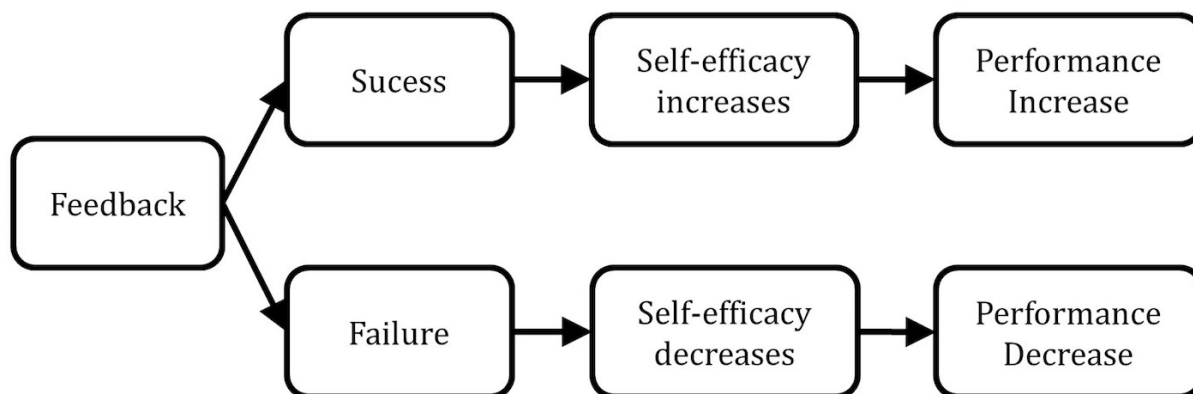 Sucess
Self-efficacy
increases
Performance
Increase
Feedback
Failure
Self-efficacy
decreases
Performance
Decrease